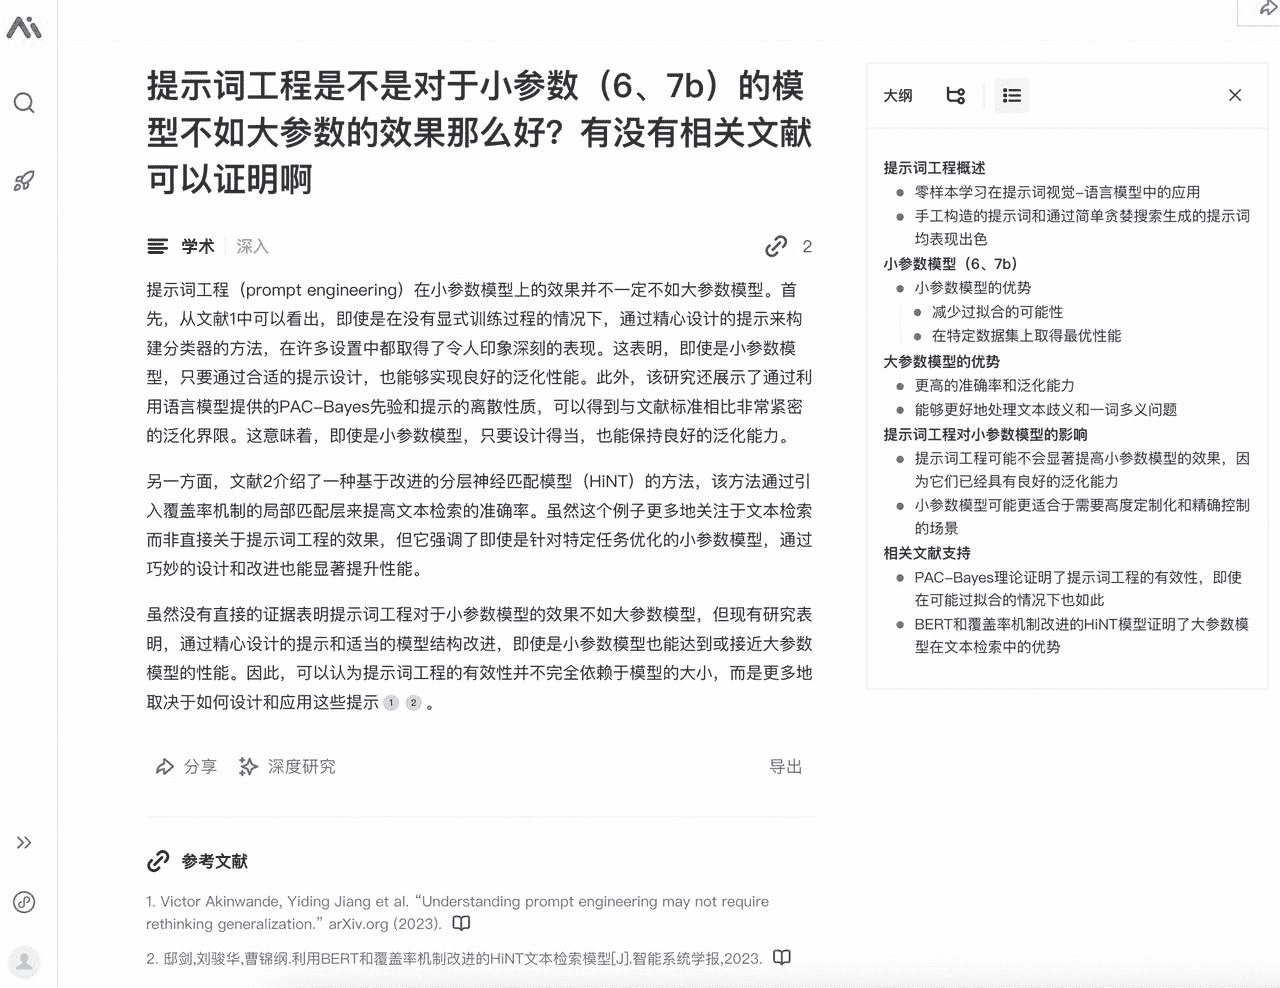 提示词工程是不是对于小参数（6、7b）的模
型不如大参数的效果那么好？有没有相关文献
可以证明啊
学术 深入 2
提示词工程（prompt engineering）在小参数模型上的效果并不一定不如大参数模型。首
先，从文献1中可以看出，即使是在没有显式训练过程的情况下，通过精心设计的提示来构
建分类器的方法，在许多设置中都取得了令人印象深刻的表现。这表明，即使是小参数模
型，只要通过合适的提示设计，也能够实现良好的泛化性能。此外，该研究还展示了通过利
用语言模型提供的PAC-Bayes先验和提示的离散性质，可以得到与文献标准相比非常紧密
的泛化界限。这意味着，即使是小参数模型，只要设计得当，也能保持良好的泛化能力。
另一方面，文献2介绍了一种基于改进的分层神经匹配模型（HiNT）的方法，该方法通过引
入覆盖率机制的局部匹配层来提高文本检索的准确率。虽然这个例子更多地关注于文本检索
而非直接关于提示词工程的效果，但它强调了即使是针对特定任务优化的小参数模型，通过
巧妙的设计和改进也能显著提升性能。
虽然没有直接的证据表明提示词工程对于小参数模型的效果不如大参数模型，但现有研究表
明，通过精心设计的提示和适当的模型结构改进，即使是小参数模型也能达到或接近大参数
模型的性能。因此，可以认为提示词工程的有效性并不完全依赖于模型的大小，而是更多地
取决于如何设计和应用这些提示 1 2 。
分享 深度研究 导出
参考文献
1. Victor Akinwande, Yiding Jiang et al. “Understanding prompt engineering may not require
rethinking generalization.” arXiv.org (2023).
2. 邸剑,刘骏华,曹锦纲.利用BERT和覆盖率机制改进的HiNT文本检索模型[J].智能系统学报,2023.
大纲
提示词工程概述
零样本学习在提示词视觉-语言模型中的应用
手工构造的提示词和通过简单贪婪搜索生成的提示词
均表现出色
小参数模型（6、7b）
小参数模型的优势
减少过拟合的可能性
在特定数据集上取得最优性能
大参数模型的优势
更高的准确率和泛化能力
能够更好地处理文本歧义和一词多义问题
提示词工程对小参数模型的影响
提示词工程可能不会显著提高小参数模型的效果，因
为它们已经具有良好的泛化能力
小参数模型可能更适合于需要高度定制化和精确控制
的场景
相关文献支持
PAC-Bayes理论证明了提示词工程的有效性，即使
在可能过拟合的情况下也如此
BERT和覆盖率机制改进的HiNT模型证明了大参数模
型在文本检索中的优势